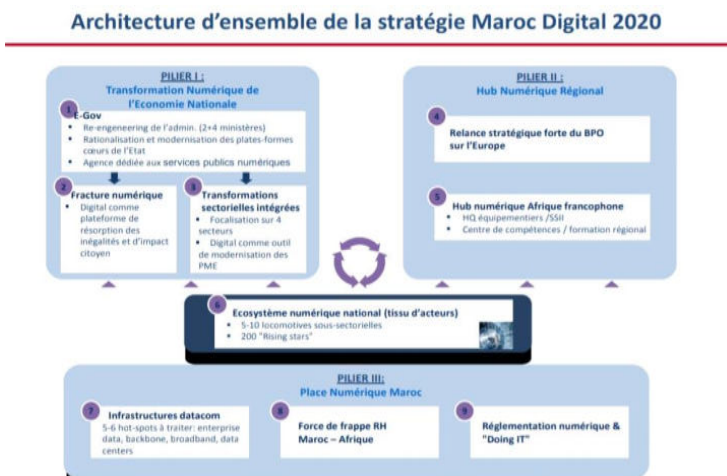 Architecture d'ensemble de la stratégie Maroc Digital 2020
PILIER I :
Transformation Numérique de
l'Economie Nationale
1
E-Gov
• Re-engeneering de l'admin. (2+4 ministères)
• Rationalisation et modernisation des plates-formes
cœurs de l'Etat
• Agence dédiée aux services publics numériques
2
Fracture numérique
• Digital comme
plateforme de
résorption des
inégalités et d'impact
citoyen
3
Transformations
sectorielles intégrées
• Focalisation sur 4
secteurs
• Digital comme outil
de modernisation des
PME
PILIER II :
Hub Numérique Régional
4
Relance stratégique forte du BPO
sur l'Europe
5
Hub numérique Afrique francophone
• HQ équipementiers /SSII
• Centre de compétences / formation régional
6
Ecosystème numérique national (tissu d'acteurs)
• 5-10 locomotives sous-sectorielles
• 200 "Rising stars"
PILIER III:
Place Numérique Maroc
7
Infrastructures datacom
5-6 hot-spots à traiter: enterprise
data, backbone, broadband, data
centers
8
Force de frappe RH
Maroc – Afrique
9
Réglementation numérique &
"Doing IT"